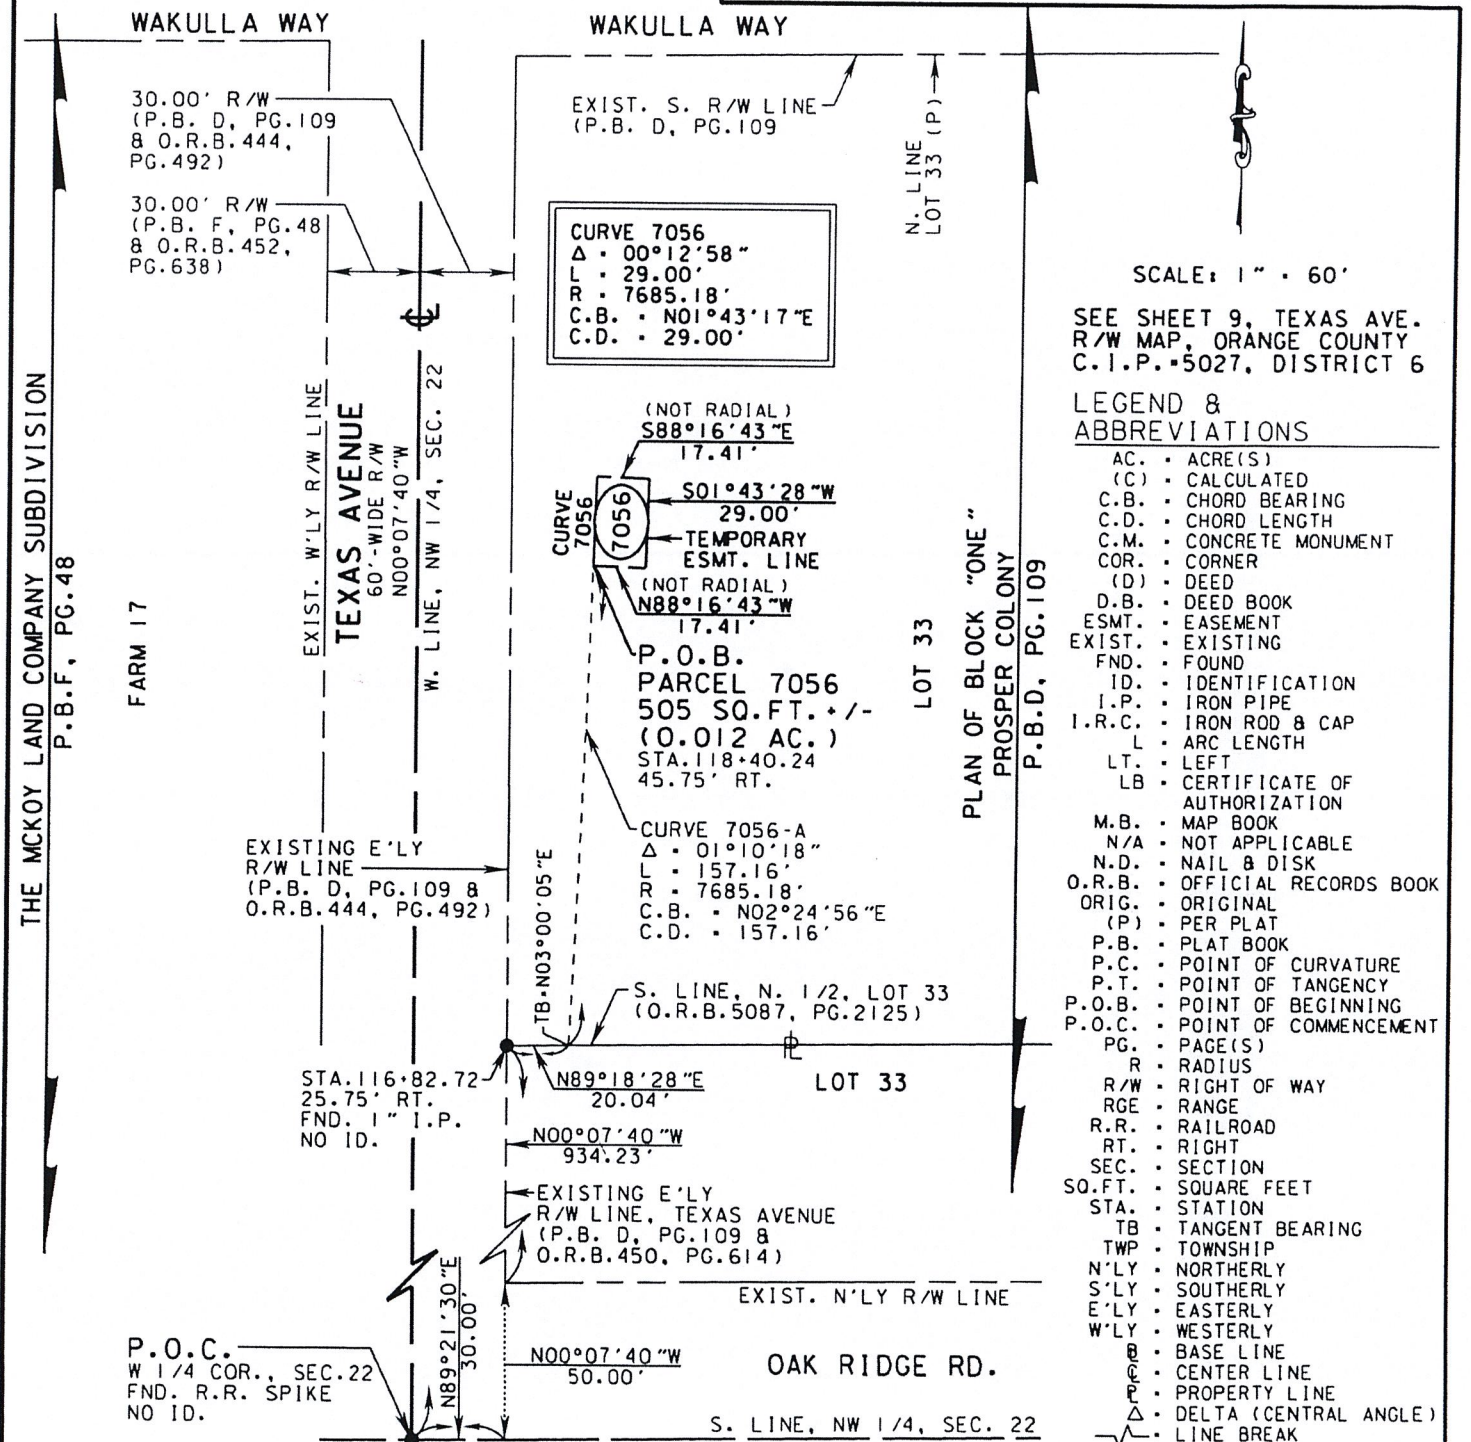 WAKULLA WAY
WAKULLA WAY
30.00' R/W
(P.B. D, PG.109
& O.R.B.444,
PG.492)
30.00' R/W
(P.B. F, PG.48
& O.R.B.452,
PG.638)
EXIST. S. R/W LINE
(P.B. D, PG.109
N. LINE
LOT 33 (P)
CURVE 7056
Δ = 00°12'58"
L = 29.00'
R = 7685.18'
C.B. = N01°43'17"E
C.D. = 29.00'
SCALE: 1" = 60'
SEE SHEET 9, TEXAS AVE.
R/W MAP, ORANGE COUNTY
C.I.P.=5027, DISTRICT 6
THE MCKOY LAND COMPANY SUBDIVISION
P.B.F, PG.48
FARM 17
EXIST. W'LY R/W LINE
TEXAS AVENUE
60'-WIDE R/W
N00°07'40"W
W. LINE, NW 1/4, SEC. 22
(NOT RADIAL)
S88°16'43"E
17.41'
CURVE
7056
7056
S01°43'28"W
29.00'
TEMPORARY
ESMT. LINE
(NOT RADIAL)
N88°16'43"W
17.41'
P.O.B.
PARCEL 7056
505 SQ.FT.+/-
(0.012 AC.)
STA.118+40.24
45.75' RT.
LOT 33
PLAN OF BLOCK "ONE"
PROSPER COLONY
P.B.D, PG.109
CURVE 7056-A
Δ = 01°10'18"
L = 157.16'
R = 7685.18'
C.B. = N02°24'56"E
C.D. = 157.16'
EXISTING E'LY
R/W LINE
(P.B. D, PG.109 &
O.R.B.444, PG.492)
TB=N03°00'05"E
S. LINE, N. 1/2, LOT 33
(O.R.B.5087, PG.2125)
STA.116+82.72
25.75' RT.
FND. 1" I.P.
NO ID.
N89°18'28"E
20.04'
LOT 33
N00°07'40"W
934.23'
EXISTING E'LY
R/W LINE, TEXAS AVENUE
(P.B. D, PG.109 &
O.R.B.450, PG.614)
EXIST. N'LY R/W LINE
P.O.C.
W 1/4 COR., SEC.22
FND. R.R. SPIKE
NO ID.
N89°21'30"E
30.00'
N00°07'40"W
50.00'
OAK RIDGE RD.
S. LINE, NW 1/4, SEC. 22
LEGEND &
ABBREVIATIONS
AC. = ACRE(S)
(C) = CALCULATED
C.B. = CHORD BEARING
C.D. = CHORD LENGTH
C.M. = CONCRETE MONUMENT
COR. = CORNER
(D) = DEED
D.B. = DEED BOOK
ESMT. = EASEMENT
EXIST. = EXISTING
FND. = FOUND
ID. = IDENTIFICATION
I.P. = IRON PIPE
I.R.C. = IRON ROD & CAP
L = ARC LENGTH
LT. = LEFT
LB = CERTIFICATE OF
AUTHORIZATION
M.B. = MAP BOOK
N/A = NOT APPLICABLE
N.D. = NAIL & DISK
O.R.B. = OFFICIAL RECORDS BOOK
ORIG. = ORIGINAL
(P) = PER PLAT
P.B. = PLAT BOOK
P.C. = POINT OF CURVATURE
P.T. = POINT OF TANGENCY
P.O.B. = POINT OF BEGINNING
P.O.C. = POINT OF COMMENCEMENT
PG. = PAGE(S)
R = RADIUS
R/W = RIGHT OF WAY
RGE = RANGE
R.R. = RAILROAD
RT. = RIGHT
SEC. = SECTION
SQ.FT. = SQUARE FEET
STA. = STATION
TB = TANGENT BEARING
TWP = TOWNSHIP
N'LY = NORTHERLY
S'LY = SOUTHERLY
E'LY = EASTERLY
W'LY = WESTERLY
= BASE LINE
℄ = CENTER LINE
⅊ = PROPERTY LINE
Δ = DELTA (CENTRAL ANGLE)
= LINE BREAK